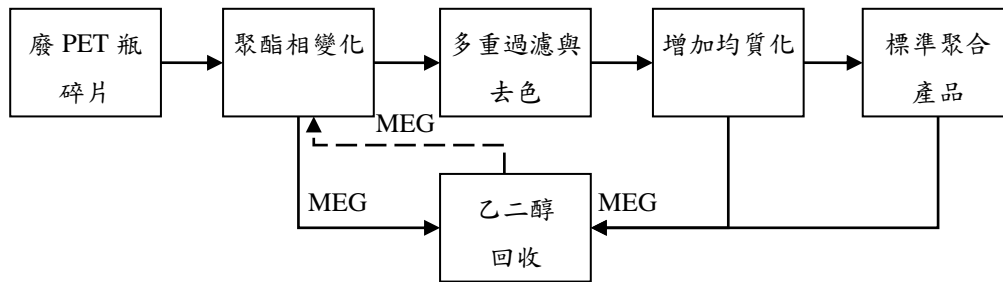 廢 PET 瓶
碎片
聚酯相變化
多重過濾與
去色
增加均質化
標準聚合
產品
MEG
MEG
乙二醇
回收
MEG